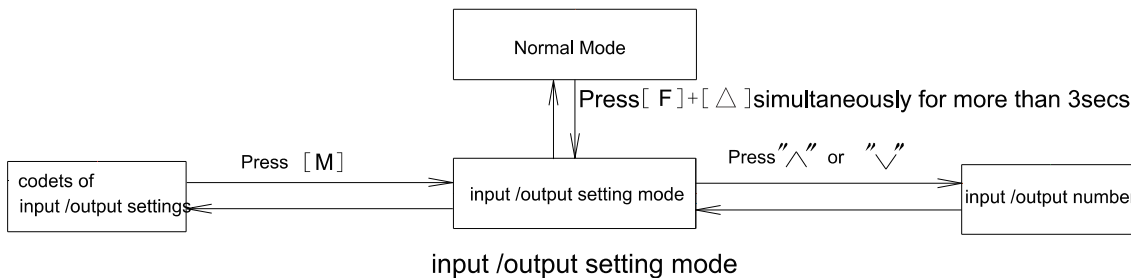 Normal Mode
Press[ F]+[ △ ]simultaneously for more than 3secs
Press [M]
Press"∧" or "∨"
codets of
input /output settings
input /output setting mode
input /output number
input /output setting mode